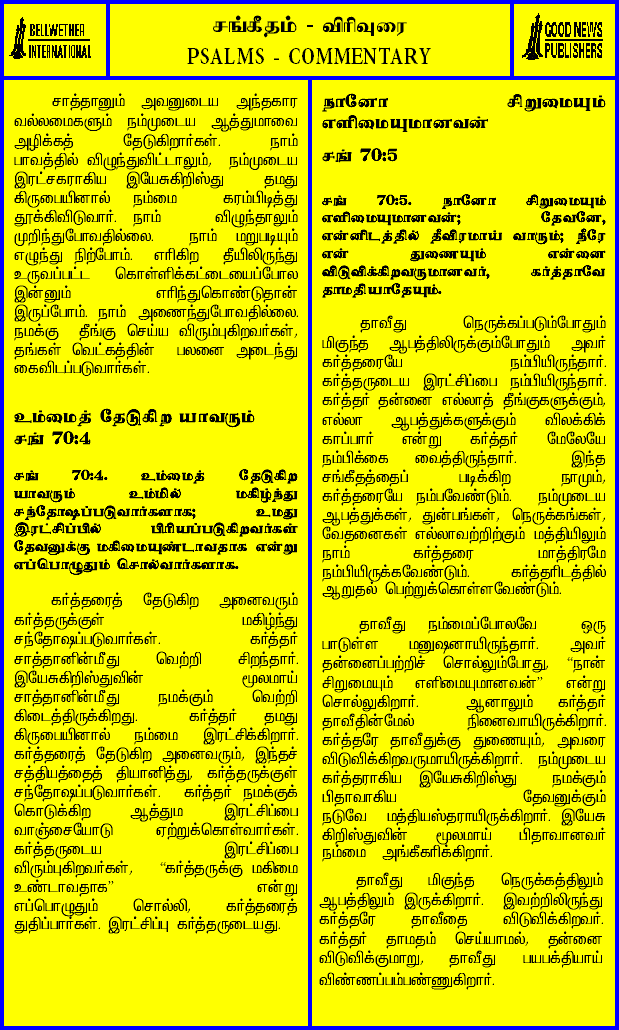 BELLWETHER
INTERNATIONAL
சங்கீதம் - விரிவுரை
PSALMS - COMMENTARY
GOOD NEWS
PUBLISHERS
சாத்தானும் அவனுடைய அந்தகார
வல்லமைகளும் நம்முடைய ஆத்துமாவை
அழிக்கத் தேடுகிறார்கள். நாம்
பாவத்தில் விழுந்துவிட்டாலும், நம்முடைய
இரட்சகராகிய இயேசுகிறிஸ்து தமது
கிருபையினால் நம்மை கரம்பிடித்து
தூக்கிவிடுவார். நாம் விழுந்தாலும்
முறிந்துபோவதில்லை. நாம் மறுபடியும்
எழுந்து நிற்போம். எரிகிற தீயிலிருந்து
உருவப்பட்ட கொள்ளிக்கட்டையைப்போல
இன்னும் எரிந்துகொண்டுதான்
இருப்போம். நாம் அணைந்துபோவதில்லை.
நமக்கு தீங்கு செய்ய விரும்புகிறவர்கள்,
தங்கள் வெட்கத்தின் பலனை அடைந்து
கைவிடப்படுவார்கள்.
உம்மைத் தேடுகிற யாவரும்
சங் 70:4
சங் 70:4. உம்மைத் தேடுகிற
யாவரும் உம்மில் மகிழ்ந்து
சந்தோஷப்படுவார்களாக; உமது
இரட்சிப்பில் பிரியப்படுகிறவர்கள்
தேவனுக்கு மகிமையுண்டாவதாக என்று
எப்பொழுதும் சொல்வார்களாக.
கர்த்தரைத் தேடுகிற அனைவரும்
கர்த்தருக்குள் மகிழ்ந்து
சந்தோஷப்படுவார்கள். கர்த்தர்
சாத்தானின்மீது வெற்றி சிறந்தார்.
இயேசுகிறிஸ்துவின் மூலமாய்
சாத்தானின்மீது நமக்கும் வெற்றி
கிடைத்திருக்கிறது. கர்த்தர் தமது
கிருபையினால் நம்மை இரட்சிக்கிறார்.
கர்த்தரைத் தேடுகிற அனைவரும், இந்தச்
சத்தியத்தைத் தியானித்து, கர்த்தருக்குள்
சந்தோஷப்படுவார்கள். கர்த்தர் நமக்குக்
கொடுக்கிற ஆத்தும இரட்சிப்பை
வாஞ்சையோடு ஏற்றுக்கொள்வார்கள்.
கர்த்தருடைய இரட்சிப்பை
விரும்புகிறவர்கள், “கர்த்தருக்கு மகிமை
உண்டாவதாக” என்று
எப்பொழுதும் சொல்லி, கர்த்தரைத்
துதிப்பார்கள். இரட்சிப்பு கர்த்தருடையது.
நானோ சிறுமையும்
எளிமையுமானவன்
சங் 70:5
சங் 70:5. நானோ சிறுமையும்
எளிமையுமானவன்; தேவனே,
என்னிடத்தில் தீவிரமாய் வாரும்; நீரே
என் துணையும் என்னை
விடுவிக்கிறவருமானவர், கர்த்தாவே
தாமதியாதேயும்.
தாவீது நெருக்கப்படும்போதும்
மிகுந்த ஆபத்திலிருக்கும்போதும் அவர்
கர்த்தரையே நம்பியிருந்தார்.
கர்த்தருடைய இரட்சிப்பை நம்பியிருந்தார்.
கர்த்தர் தன்னை எல்லாத் தீங்குகளுக்கும்,
எல்லா ஆபத்துக்களுக்கும் விலக்கிக்
காப்பார் என்று கர்த்தர் மேலேயே
நம்பிக்கை வைத்திருந்தார். இந்த
சங்கீதத்தைப் படிக்கிற நாமும்,
கர்த்தரையே நம்பவேண்டும். நம்முடைய
ஆபத்துக்கள், துன்பங்கள், நெருக்கங்கள்,
வேதனைகள் எல்லாவற்றிற்கும் மத்தியிலும்
நாம் கர்த்தரை மாத்திரமே
நம்பியிருக்கவேண்டும். கர்த்தரிடத்தில்
ஆறுதல் பெற்றுக்கொள்ளவேண்டும்.
தாவீது நம்மைப்போலவே ஒரு
பாடுள்ள மனுஷனாயிருந்தார். அவர்
தன்னைப்பற்றிச் சொல்லும்போது, “நான்
சிறுமையும் எளிமையுமானவன்” என்று
சொல்லுகிறார். ஆனாலும் கர்த்தர்
தாவீதின்மேல் நினைவாயிருக்கிறார்.
கர்த்தரே தாவீதுக்கு துணையும், அவரை
விடுவிக்கிறவருமாயிருக்கிறார். நம்முடைய
கர்த்தராகிய இயேசுகிறிஸ்து நமக்கும்
பிதாவாகிய தேவனுக்கும்
நடுவே மத்தியஸ்தராயிருக்கிறார். இயேசு
கிறிஸ்துவின் மூலமாய் பிதாவானவர்
நம்மை அங்கீகரிக்கிறார்.
தாவீது மிகுந்த நெருக்கத்திலும்
ஆபத்திலும் இருக்கிறார். இவற்றிலிருந்து
கர்த்தரே தாவீதை விடுவிக்கிறவர்.
கர்த்தர் தாமதம் செய்யாமல், தன்னை
விடுவிக்குமாறு, தாவீது பயபக்தியாய்
விண்ணப்பம்பண்ணுகிறார்.